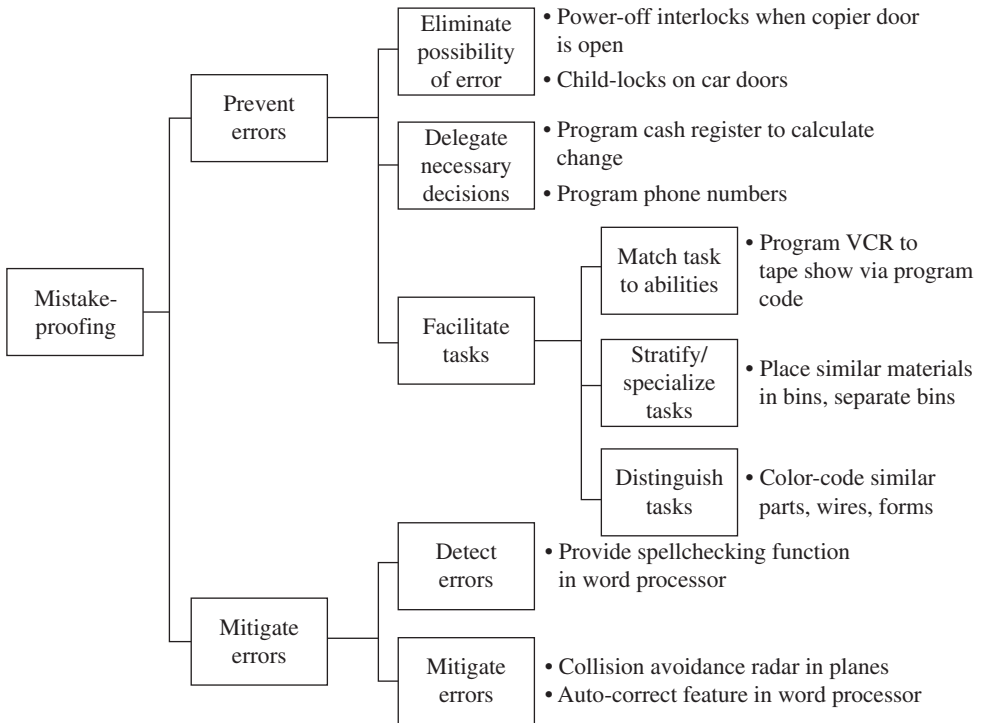 Eliminate
possibility
of error
• Power-off interlocks when copier door
is open
• Child-locks on car doors
Prevent
errors
Delegate
necessary
decisions
• Program cash register to calculate
change
• Program phone numbers
Match task
to abilities
• Program VCR to
tape show via program
code
Mistake-
proofing
Facilitate
tasks
Stratify/
specialize
tasks
• Place similar materials
in bins, separate bins
Distinguish
tasks
• Color-code similar
parts, wires, forms
Detect
errors
• Provide spellchecking function
in word processor
Mitigate
errors
Mitigate
errors
• Collision avoidance radar in planes
• Auto-correct feature in word processor